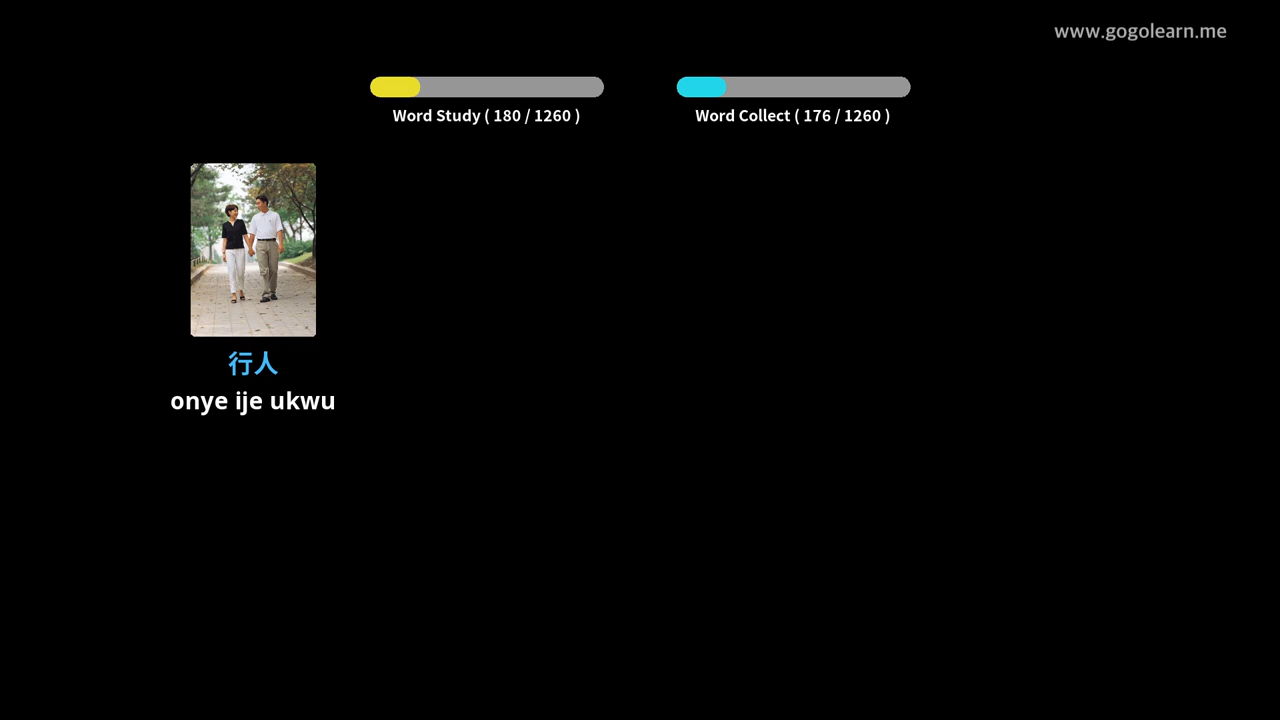 www.gogolearn.me
Word Study ( 180 / 1260 )
Word Collect ( 176 / 1260 )
行人
onye ije ukwu